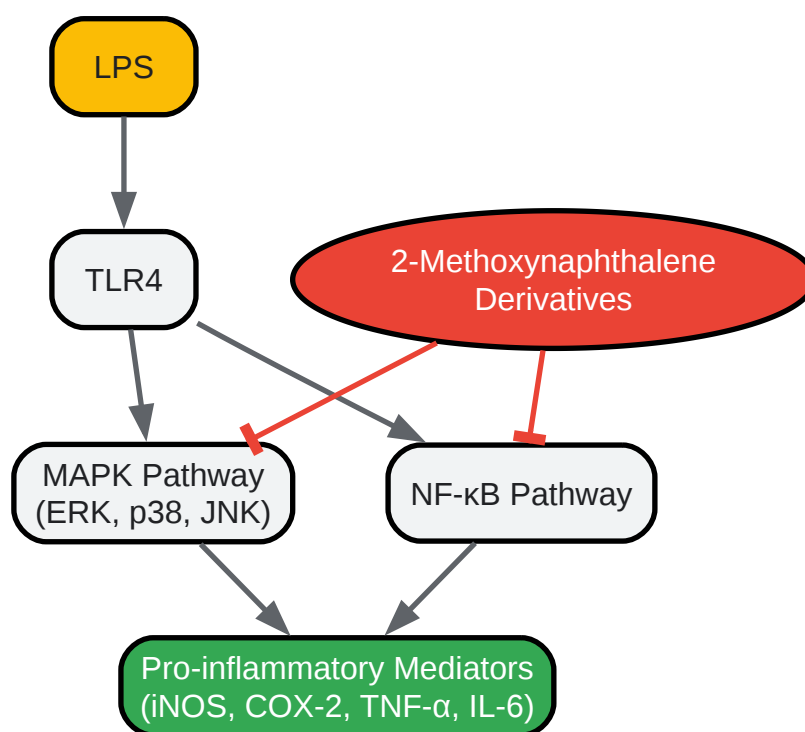 LPS
TLR4
2-Methoxynaphthalene
Derivatives
MAPK Pathway
(ERK, p38, JNK)
NF-κB Pathway
Pro-inflammatory Mediators
(iNOS, COX-2, TNF-α, IL-6)